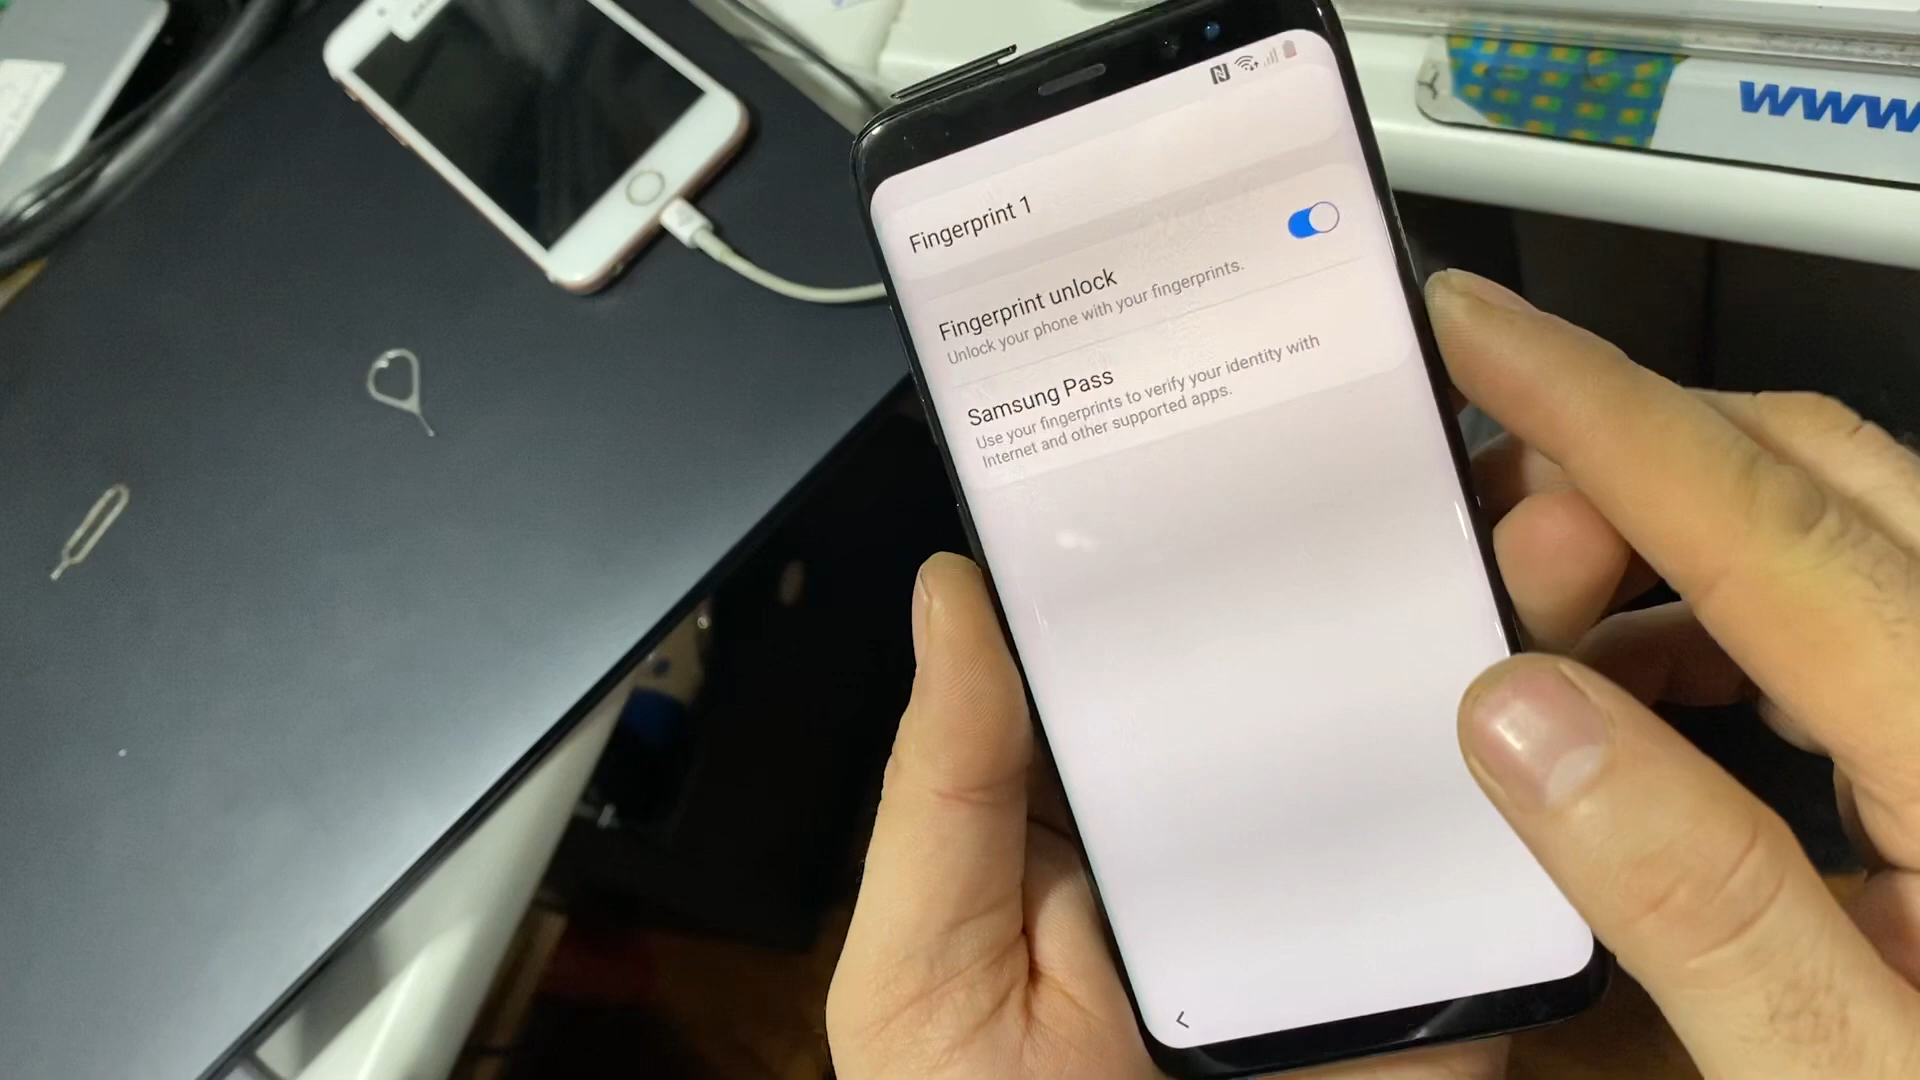 www
Fingerprint 1
Fingerprint unlock
Unlock your phone with your fingerprints.
Samsung Pass
Use your fingerprints to verify your identity with
Internet and other supported apps.